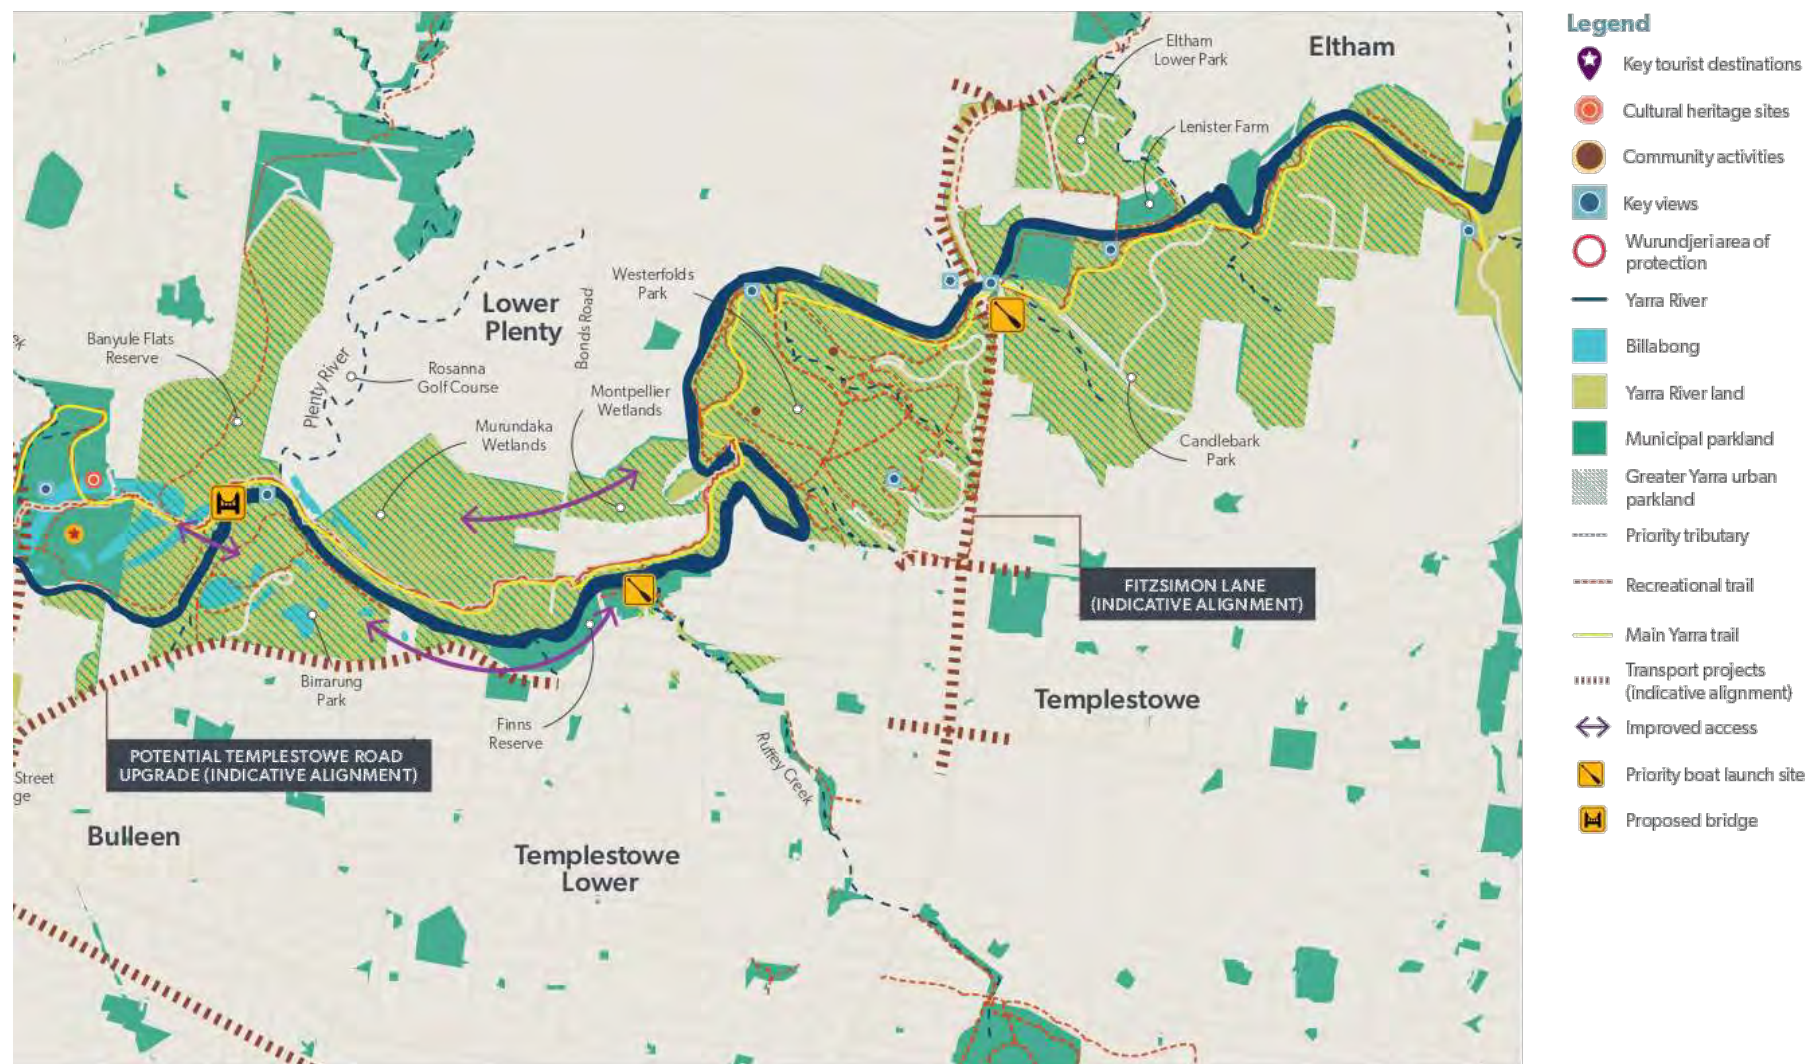 Legend
Key tourist destinations
Cultural heritage sites
Community activities
Key views
Wurundjeri area of
protection
Yarra River
Billabong
Yarra River land
Municipal parkland
Greater Yarra urban
parkland
Priority tributary
Recreational trail
Main Yarra trail
Transport projects
(indicative alignment)
Improved access
Priority boat launch site
Proposed bridge
Eltham
Lower Park
Eltham
Lenister Farm
Westerfolds
Park
Lower
Plenty
Bonds Road
Banyule Flats
Reserve
ek
Plenty River
Rosanna
Golf Course
Montpellier
Wetlands
Murundaka
Wetlands
Candlebark
Park
FITZSIMON LANE
(INDICATIVE ALIGNMENT)
Birrarung
Park
Finns
Reserve
Templestowe
Ruffey Creek
POTENTIAL TEMPLESTOWE ROAD
UPGRADE (INDICATIVE ALIGNMENT)
Street
ge
Bulleen
Templestowe
Lower